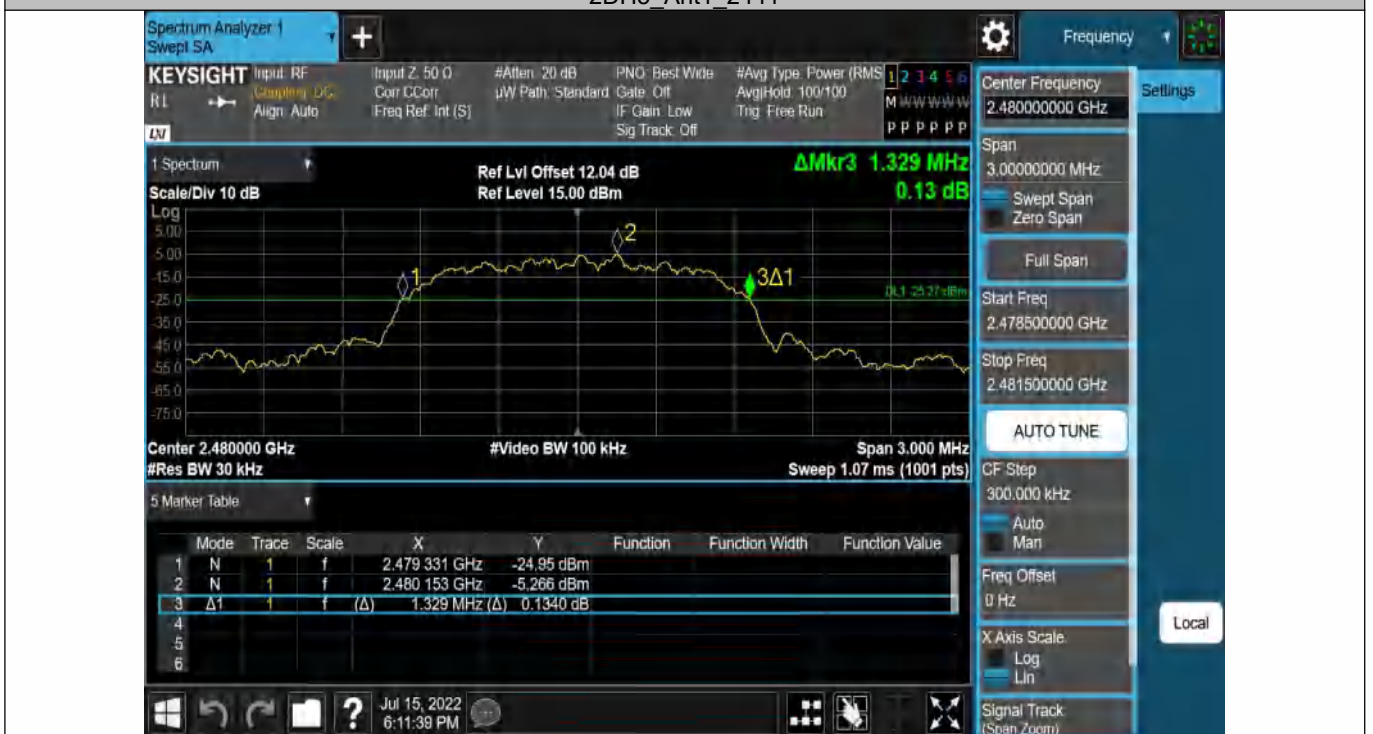 Spectrum Analyzer 1
Swept SA
Frequency
KEYSIGHT
RL
LXI
Input: RF
Coupling: DC
Align: Auto
Input Z: 50 Ω
Corr CCorr
Freq Ref: Int (S)
#Atten: 20 dB
µW Path: Standard
PNO: Best Wide
Gate: Off
IF Gain: Low
Sig Track: Off
#Avg Type: Power (RMS
Avg|Hold: 100/100
Trig: Free Run
1 2 3 4 5 6
M W W W W W
P P P P P P
1 Spectrum
Scale/Div 10 dB
Ref Lvl Offset 12.04 dB
Ref Level 15.00 dBm
ΔMkr3 1.329 MHz
0.13 dB
Log
5.00
-5.00
-15.0
-25.0
-35.0
-45.0
-55.0
-65.0
-75.0
1
2
3Δ1
DL1 -25.27 dBm
Center 2.480000 GHz
#Video BW 100 kHz
Span 3.000 MHz
#Res BW 30 kHz
Sweep 1.07 ms (1001 pts)
5 Marker Table
Mode Trace Scale X Y Function Function Width Function Value
1 N 1 f 2.479 331 GHz -24.95 dBm
2 N 1 f 2.480 153 GHz -5.266 dBm
3 Δ1 1 f (Δ) 1.329 MHz (Δ) 0.1340 dB
4
5
6
?
Jul 15, 2022
6:11:39 PM
Center Frequency
2.480000000 GHz
Settings
Span
3.00000000 MHz
Swept Span
Zero Span
Full Span
Start Freq
2.478500000 GHz
Stop Freq
2.481500000 GHz
AUTO TUNE
CF Step
300.000 kHz
Auto
Man
Freq Offset
0 Hz
X Axis Scale
Log
Lin
Local
Signal Track
(Span Zoom)